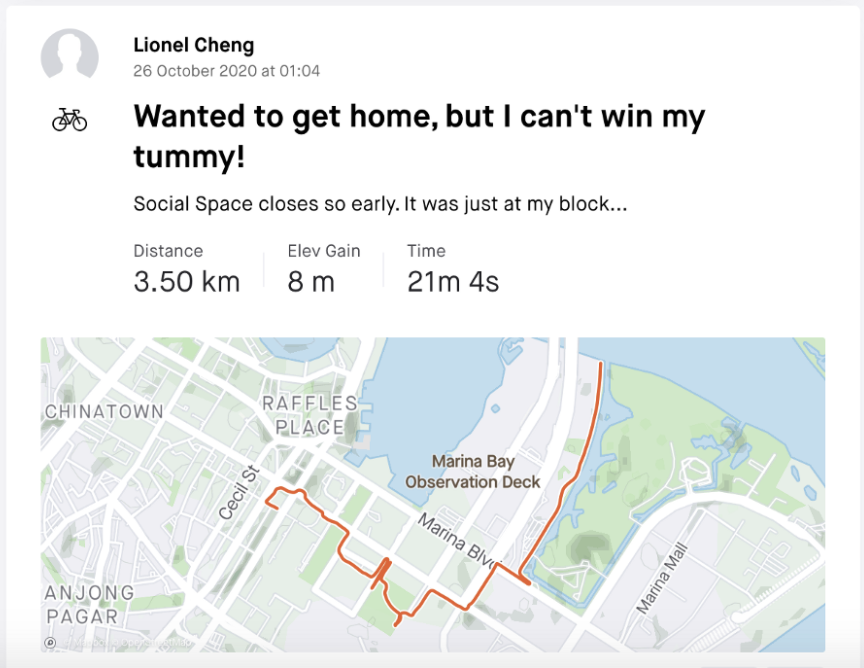 Lionel Cheng
26 October 2020 at 01:04
Wanted to get home, but I can't win my
tummy!
Social Space closes so early. It was just at my block...
Distance
Elev Gain
Time
3.50 km
8 m
21m 4s
CHINATOWN
RAFFLES
PLACE
Marina Bay
Observation Deck
Cecil St
Marina Blv
Marina Mall
ANJONG
PAGAR